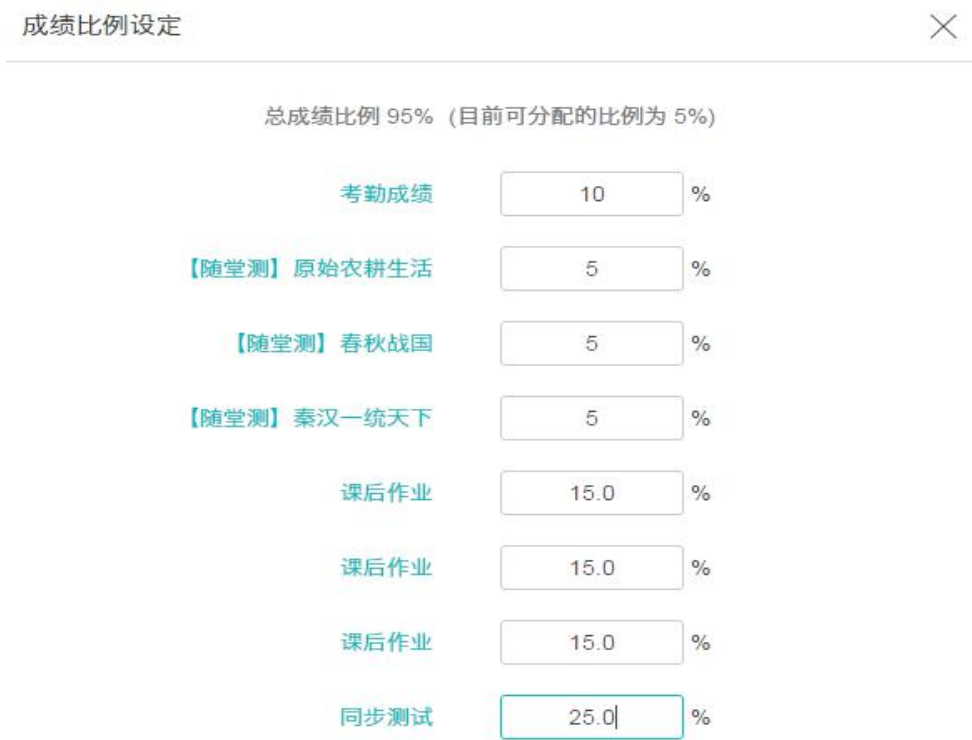 成绩比例设定
总成绩比例 95% (目前可分配的比例为 5%)
考勤成绩 10 %
【随堂测】原始农耕生活 5 %
【随堂测】春秋战国 5 %
【随堂测】秦汉一统天下 5 %
课后作业 15.0 %
课后作业 15.0 %
课后作业 15.0 %
同步测试 25.0 %